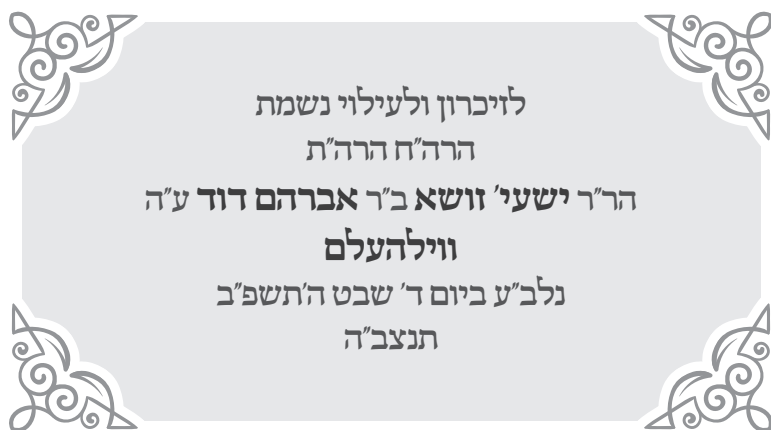 לזיכרון ולעילוי נשמת
הרה"ח הרה"ת
הר"ר ישעי' זושא ב"ר אברהם דוד ע"ה
ווילהעלם
נלב"ע ביום ד' שבט ה'תשפ"ב
תנצב"ה